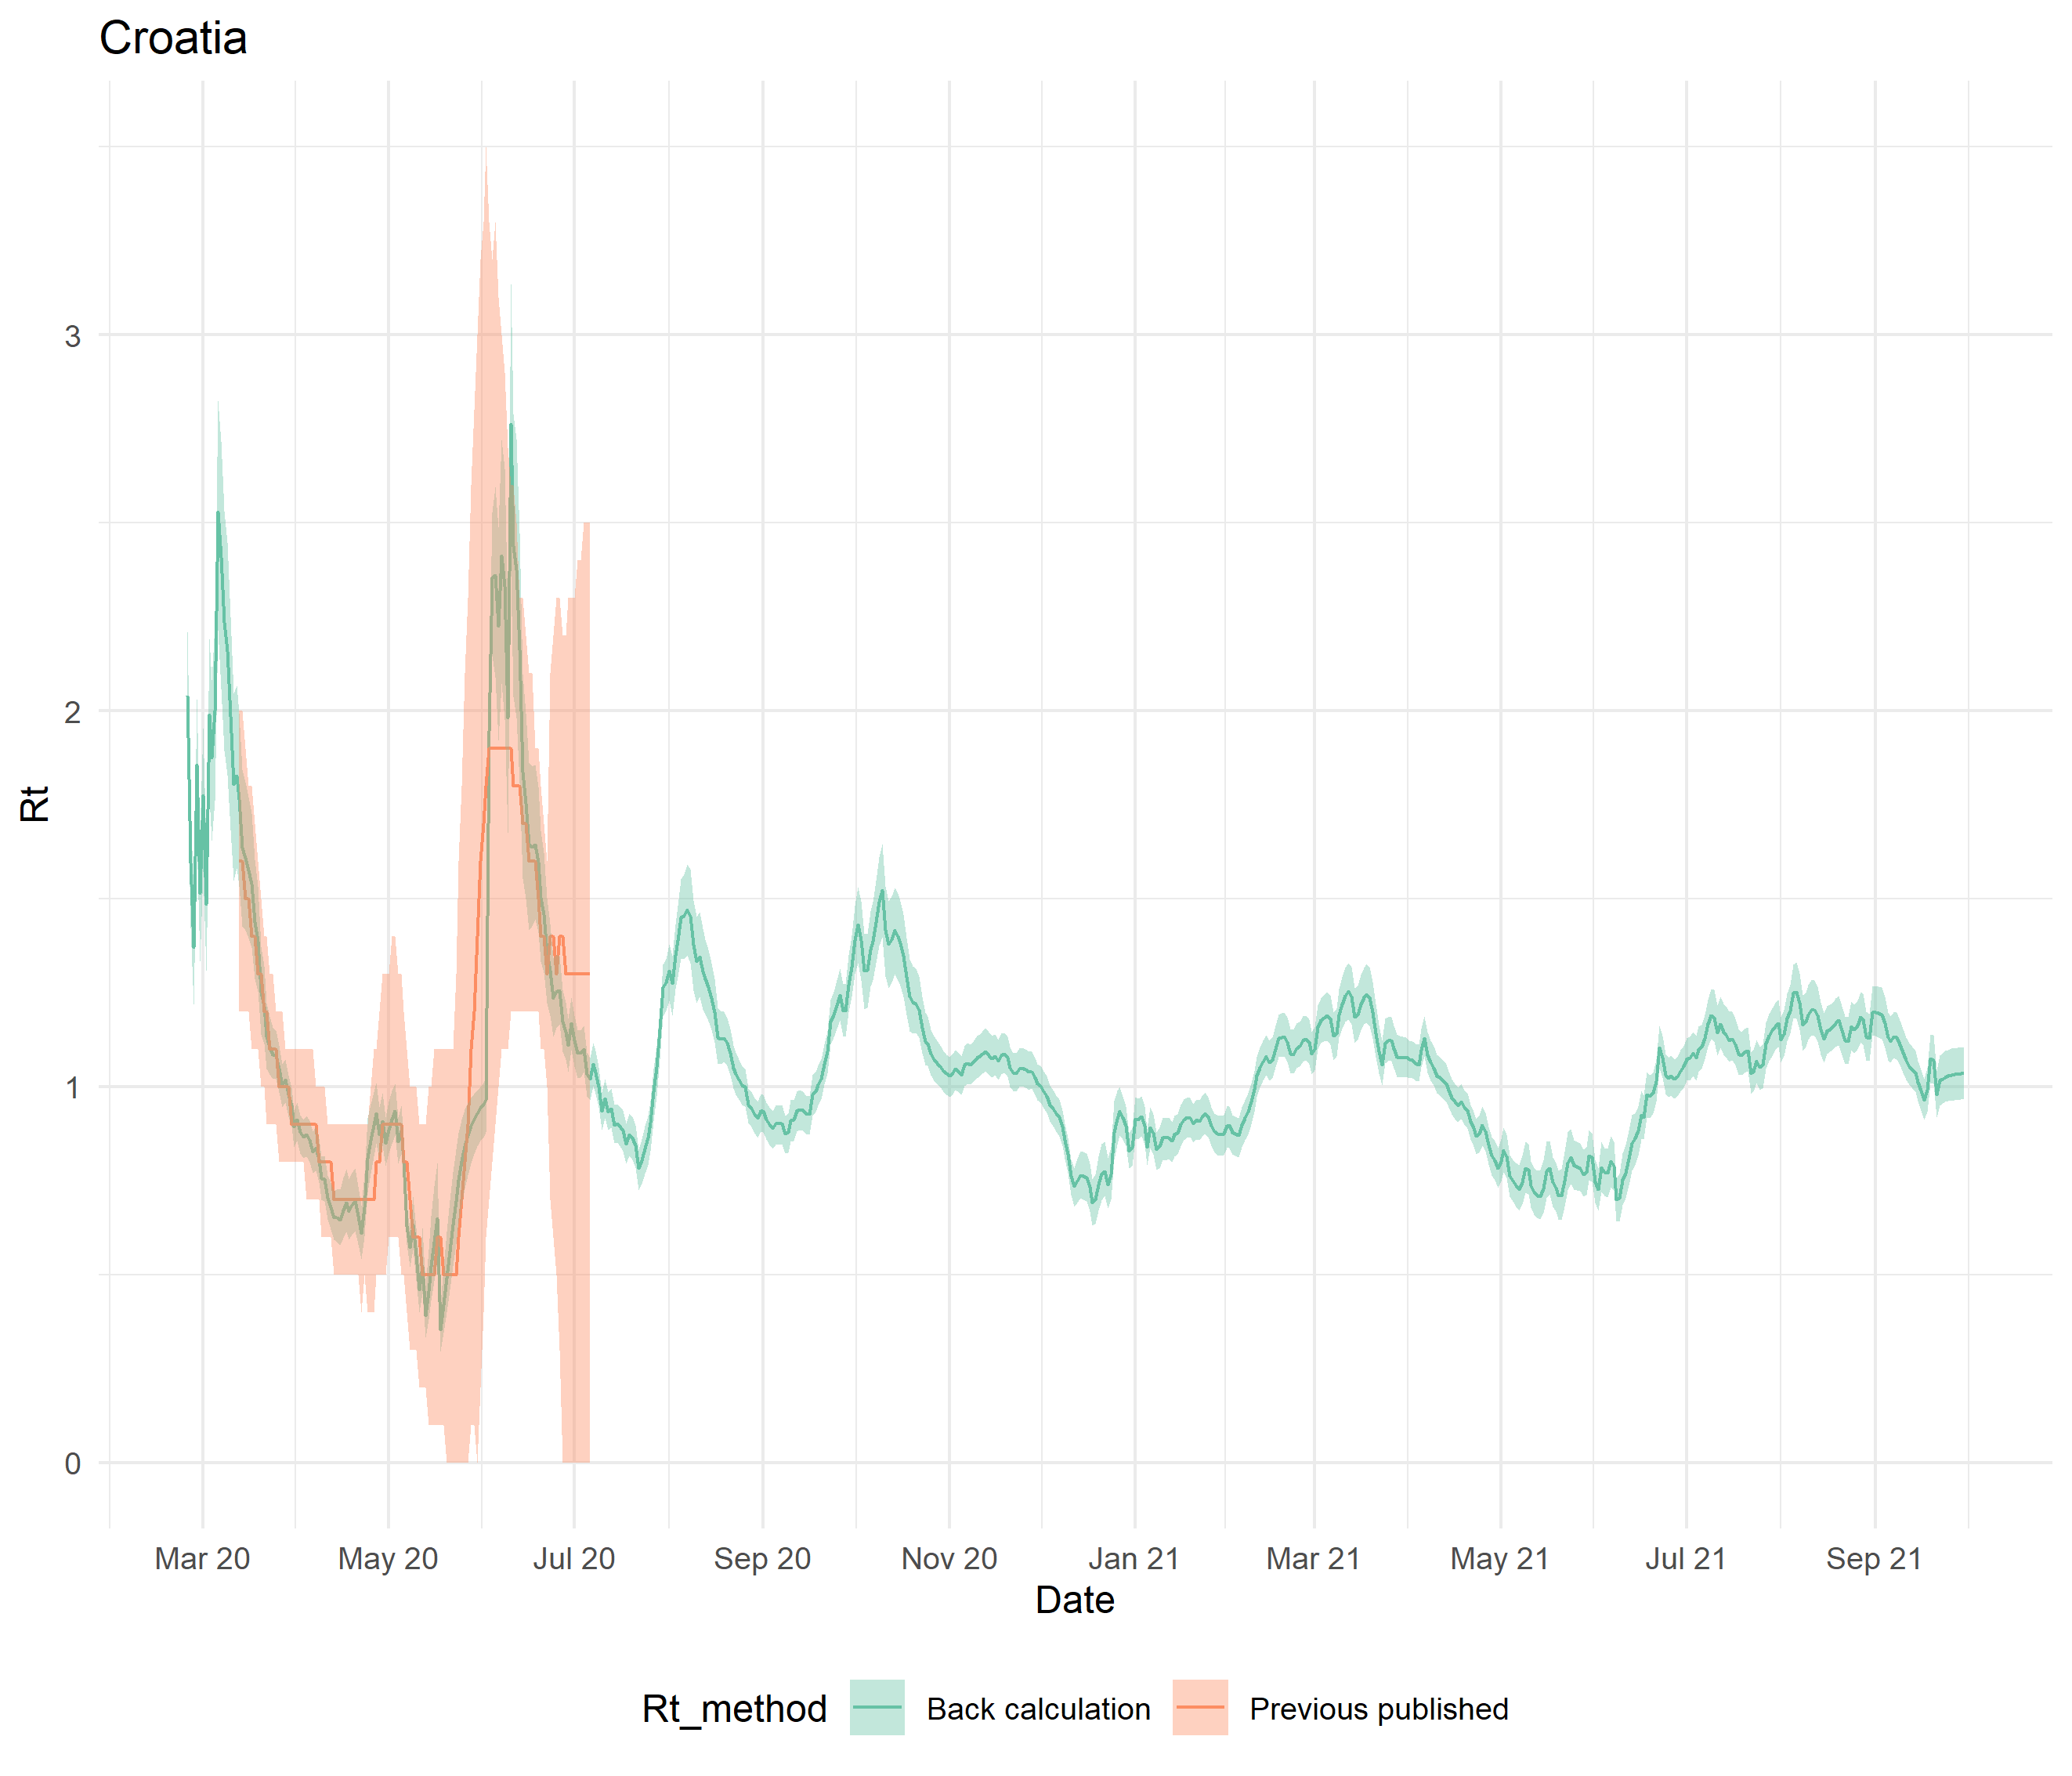 Croatia
Rt
3
2
1
0
Mar 20 May 20 Jul 20 Sep 20 Nov 20 Jan 21 Mar 21 May 21 Jul 21 Sep 21
Date
Rt_method Back calculation Previous published